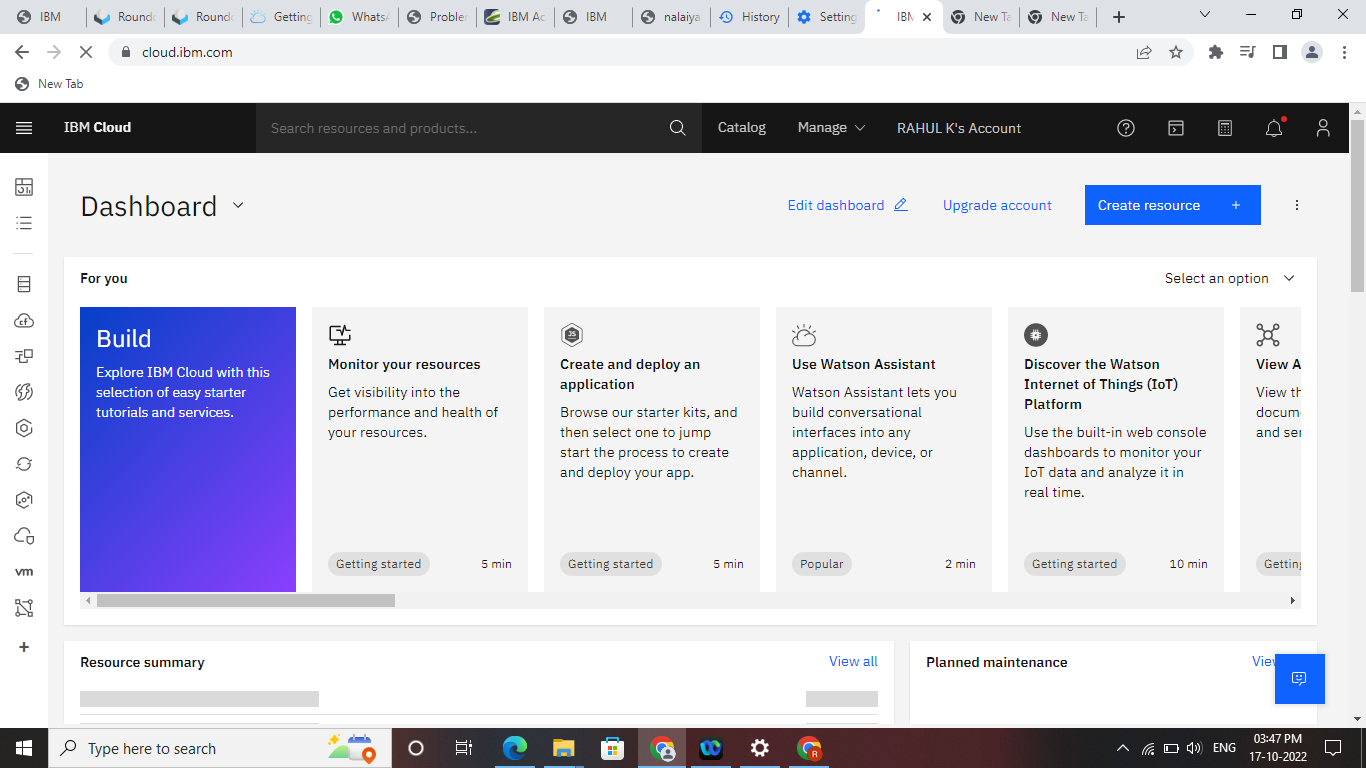 IBM
Roundc
Roundc
Getting
WhatsA
Problen
IBM Ac
IBM
nalaiya
History
Setting
IBM
New Ta
New Ta
cloud.ibm.com
New Tab
IBM Cloud
Search resources and products...
Catalog
Manage
RAHUL K's Account
Dashboard
Edit dashboard
Upgrade account
Create resource +
For you
Select an option
Build
Explore IBM Cloud with this
selection of easy starter
tutorials and services.
Monitor your resources
Get visibility into the
performance and health of
your resources.
Getting started
5 min
JS
Create and deploy an
application
Browse our starter kits, and
then select one to jump
start the process to create
and deploy your app.
Getting started
5 min
Use Watson Assistant
Watson Assistant lets you
build conversational
interfaces into any
application, device, or
channel.
Popular
2 min
Discover the Watson
Internet of Things (IoT)
Platform
Use the built-in web console
dashboards to monitor your
IoT data and analyze it in
real time.
Getting started
10 min
View A
View th
docum
and ser
Getting
cf
vm
Resource summary
View all
Planned maintenance
View
Type here to search
R
ENG
03:47 PM
17-10-2022